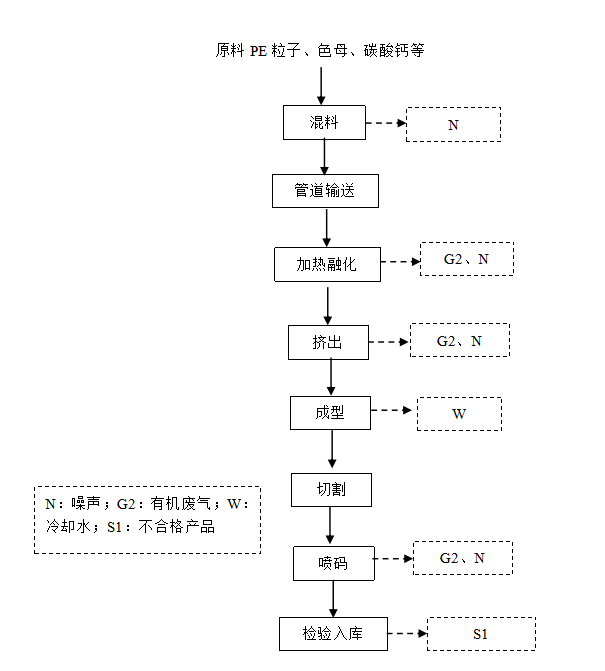 原料 PE 粒子、色母、碳酸钙等
混料
N
管道输送
加热融化
G2、N
挤出
G2、N
成型
W
切割
N：噪声；G2：有机废气；W：
冷却水；S1：不合格产品
喷码
G2、N
检验入库
S1